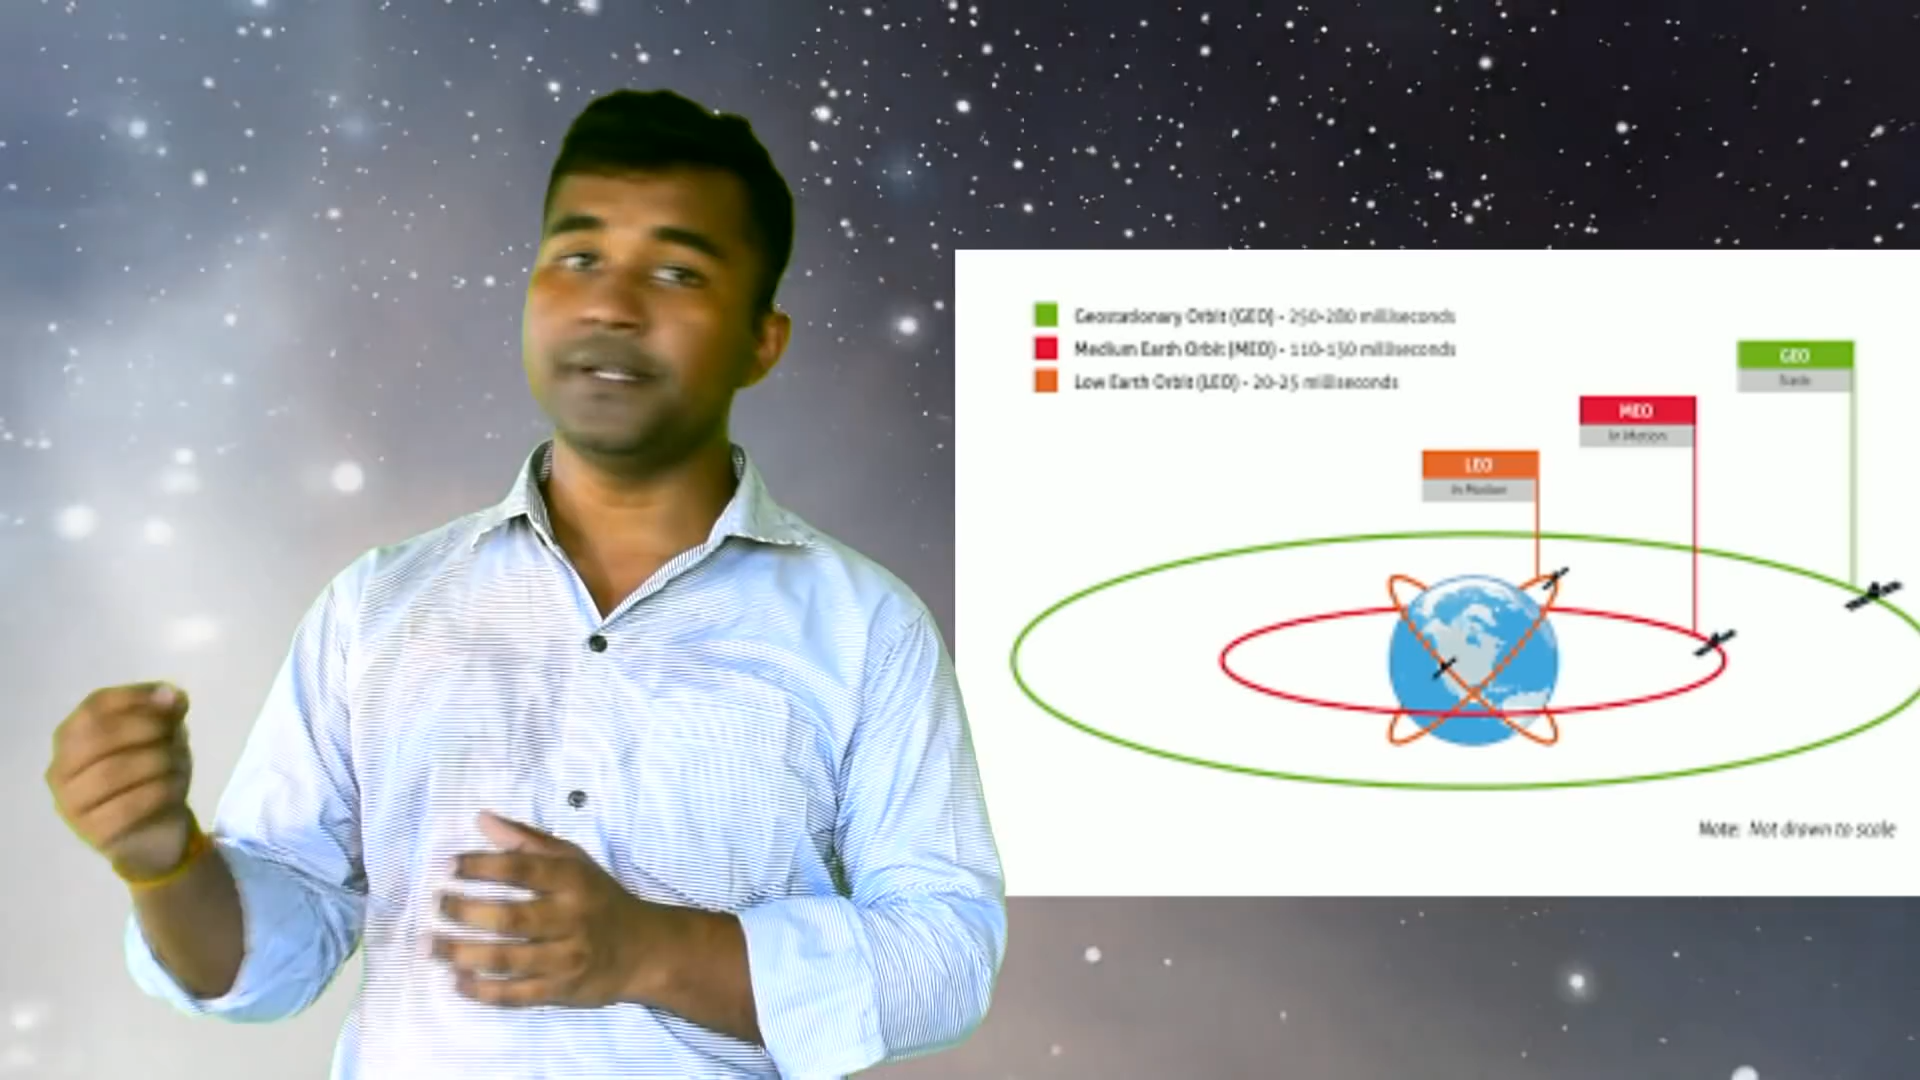 Geostationary Orbit (GEO) - 250-280 milliseconds
Medium Earth Orbit (MEO) - 110-130 milliseconds
Low Earth Orbit (LEO) - 20-25 milliseconds
GEO
Static
MEO
In Motion
LEO
In Motion
Note: Not drawn to scale